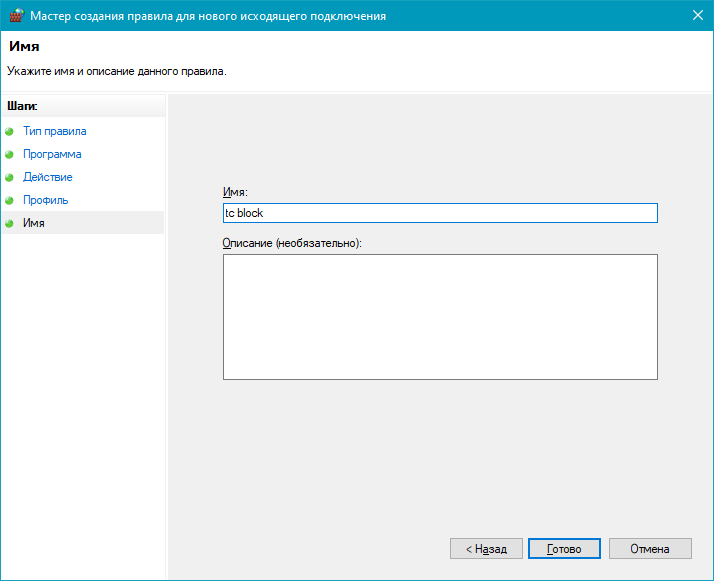 Мастер создания правила для нового исходящего подключения
Имя
Укажите имя и описание данного правила.
Шаги:
Тип правила
Программа
Действие
Профиль
Имя
Имя:
tc block
Описание (необязательно):
< Назад
Готово
Отмена